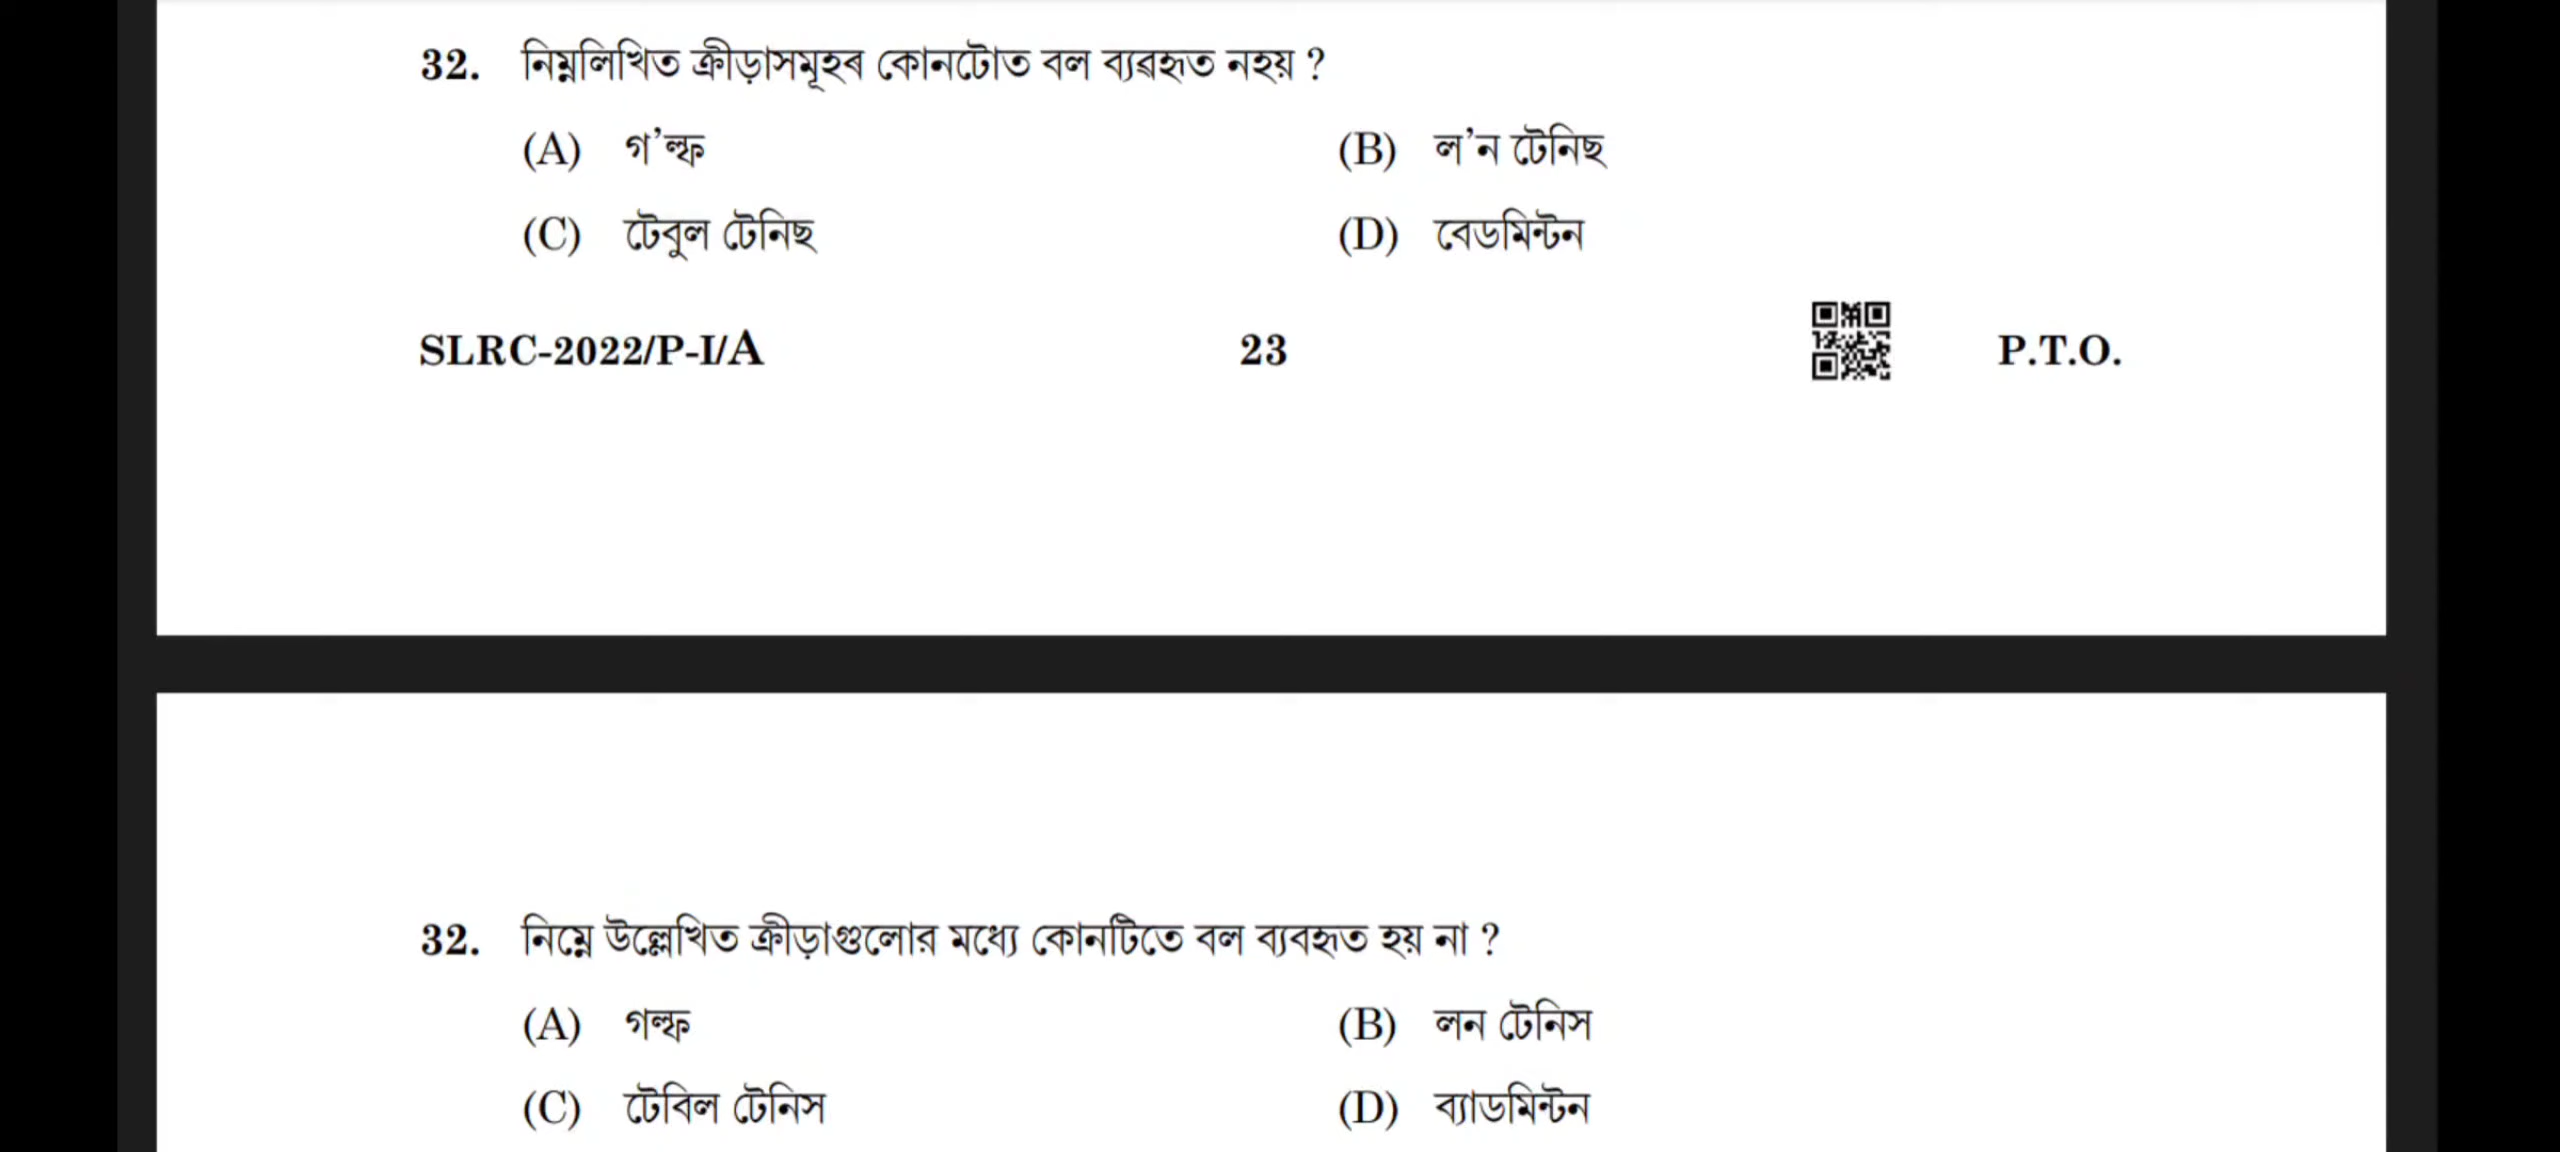 32. নিম্নলিখিত ক্ৰীড়াসমূহৰ কোনটোত বল ব্যৱহৃত নহয় ?
(A) গ’ল্ফ (B) ল’ন টেনিছ
(C) টেবুল টেনিছ (D) বেডমিন্টন
SLRC-2022/P-I/A 23 P.T.O.
32. নিম্নে উল্লেখিত ক্রীড়াগুলোর মধ্যে কোনটিতে বল ব্যবহৃত হয় না ?
(A) গল্ফ (B) লন টেনিস
(C) টেবিল টেনিস (D) ব্যাডমিন্টন